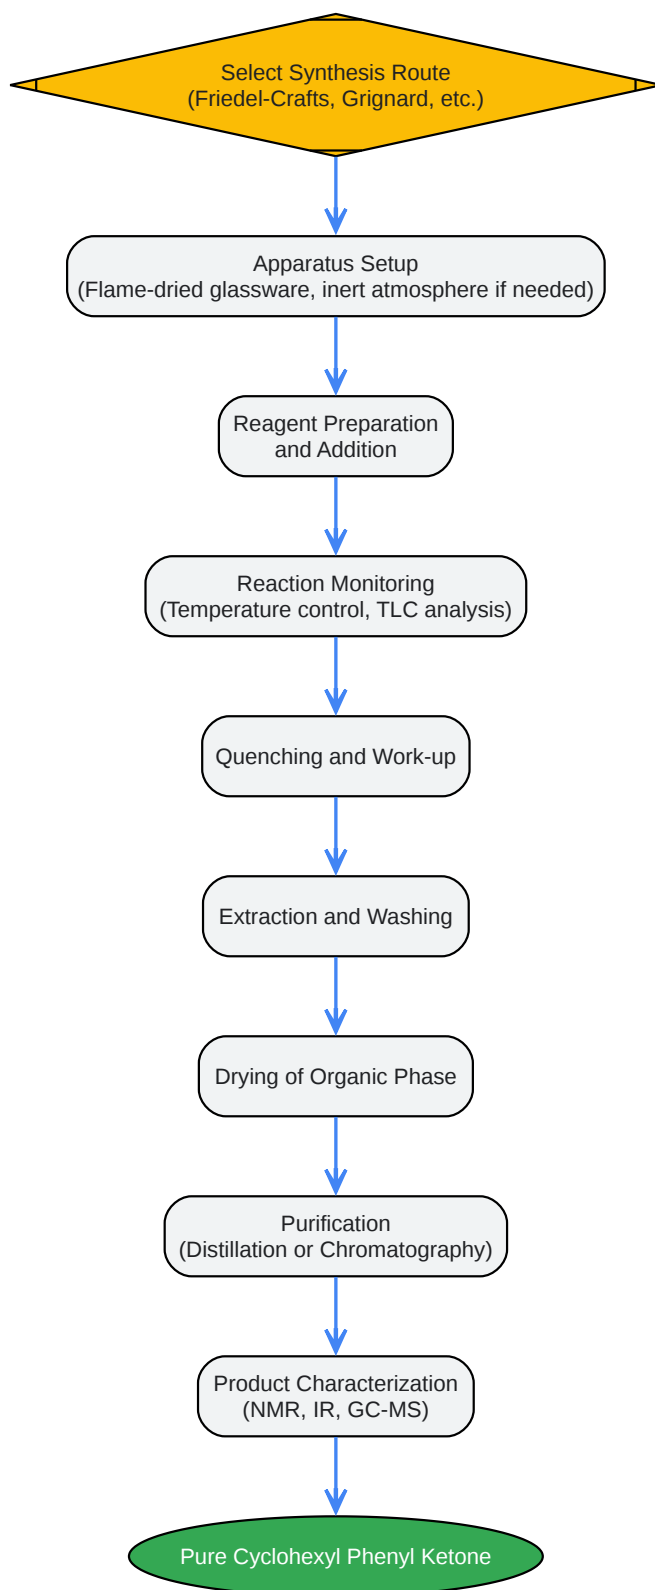 Select Synthesis Route
(Friedel-Crafts, Grignard, etc.)
Apparatus Setup
(Flame-dried glassware, inert atmosphere if needed)
Reagent Preparation
and Addition
Reaction Monitoring
(Temperature control, TLC analysis)
Quenching and Work-up
Extraction and Washing
Drying of Organic Phase
Purification
(Distillation or Chromatography)
Product Characterization
(NMR, IR, GC-MS)
Pure Cyclohexyl Phenyl Ketone